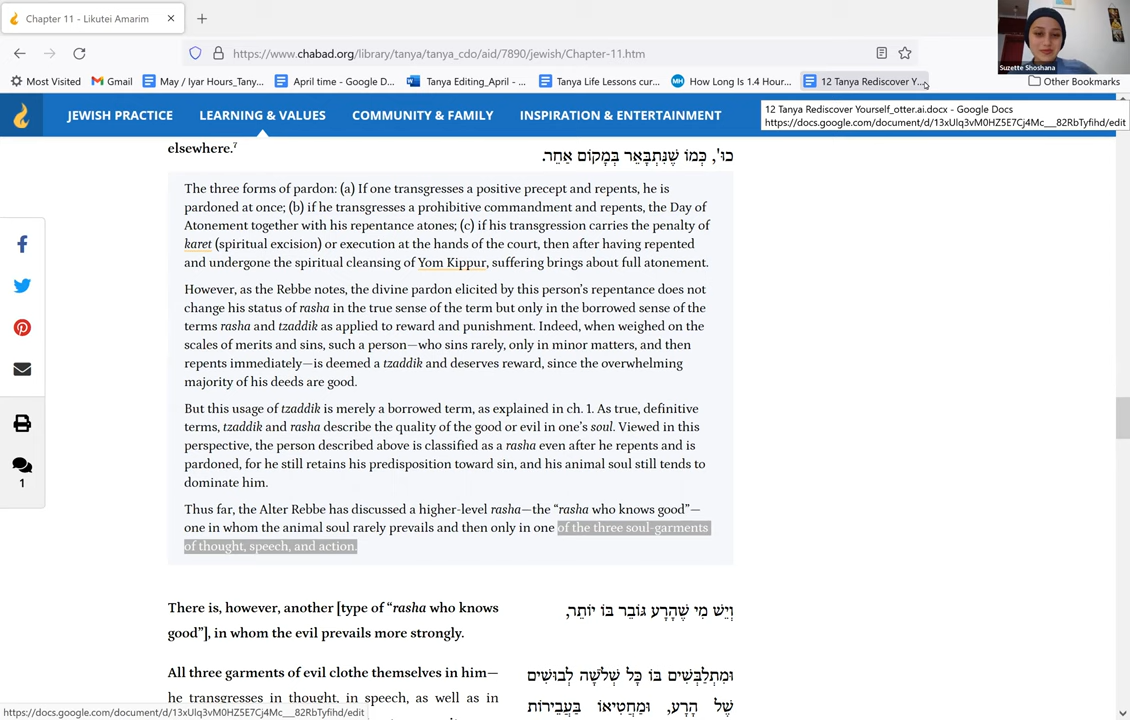 Chapter 11 - Likutei Amarim
https://www.chabad.org/library/tanya/tanya_cdo/aid/7890/jewish/Chapter-11.htm
Suzette Shoshana
Most Visited
Gmail
May / Iyar Hours_Tany...
April time - Google D...
Tanya Editing_April - ...
Tanya Life Lessons cur...
MH
How Long Is 1.4 Hour...
12 Tanya Rediscover Y...
Other Bookmarks
12 Tanya Rediscover Yourself_otter.ai.docx - Google Docs
https://docs.google.com/document/d/13xUlq3vM0HZ5E7Cj4Mc___82RbTyfihd/edit
JEWISH PRACTICE
LEARNING & VALUES
COMMUNITY & FAMILY
INSPIRATION & ENTERTAINMENT
elsewhere.7
כוּ', כְּמוֹ שֶׁנִּתְבָּאֵר בְּמָקוֹם אַחֵר.
The three forms of pardon: (a) If one transgresses a positive precept and repents, he is
pardoned at once; (b) if he transgresses a prohibitive commandment and repents, the Day of
Atonement together with his repentance atones; (c) if his transgression carries the penalty of
karet (spiritual excision) or execution at the hands of the court, then after having repented
and undergone the spiritual cleansing of Yom Kippur, suffering brings about full atonement.
However, as the Rebbe notes, the divine pardon elicited by this person's repentance does not
change his status of rasha in the true sense of the term but only in the borrowed sense of the
terms rasha and tzaddik as applied to reward and punishment. Indeed, when weighed on the
scales of merits and sins, such a person—who sins rarely, only in minor matters, and then
repents immediately—is deemed a tzaddik and deserves reward, since the overwhelming
majority of his deeds are good.
But this usage of tzaddik is merely a borrowed term, as explained in ch. 1. As true, definitive
terms, tzaddik and rasha describe the quality of the good or evil in one's soul. Viewed in this
perspective, the person described above is classified as a rasha even after he repents and is
pardoned, for he still retains his predisposition toward sin, and his animal soul still tends to
dominate him.
Thus far, the Alter Rebbe has discussed a higher-level rasha—the “rasha who knows good”—
one in whom the animal soul rarely prevails and then only in one of the three soul-garments
of thought, speech, and action.
1
There is, however, another [type of “rasha who knows
good”], in whom the evil prevails more strongly.
וְיֵשׁ מִי שֶׁהָרָע גּוֹבֵר בּוֹ יוֹתֵר,
All three garments of evil clothe themselves in him—
he transgresses in thought, in speech, as well as in
וּמִתְלַבְּשִׁים בּוֹ כָּל שְׁלֹשָׁה לְבוּשִׁים
שֶׁל הָרָע, וּמַחֲטִיאוֹ בַּעֲבֵירוֹת
https://docs.google.com/document/d/13xUlq3vM0HZ5E7Cj4Mc___82RbTyfihd/edit